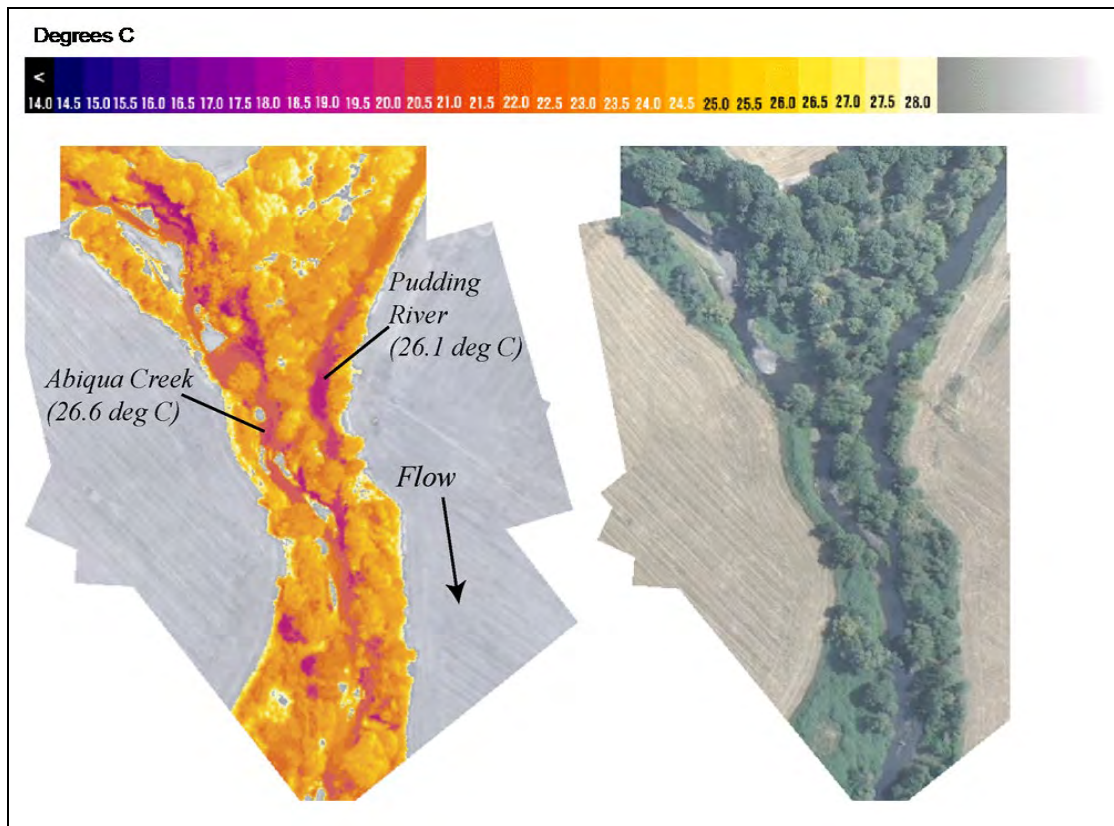 Degrees C
<
14.0 14.5 15.0 15.5 16.0 16.5 17.0 17.5 18.0 18.5 19.0 19.5 20.0 20.5 21.0 21.5 22.0 22.5 23.0 23.5 24.0 24.5 25.0 25.5 26.0 26.5 27.0 27.5 28.0
Pudding
River
(26.1 deg C)
Abiqua Creek
(26.6 deg C)
Flow